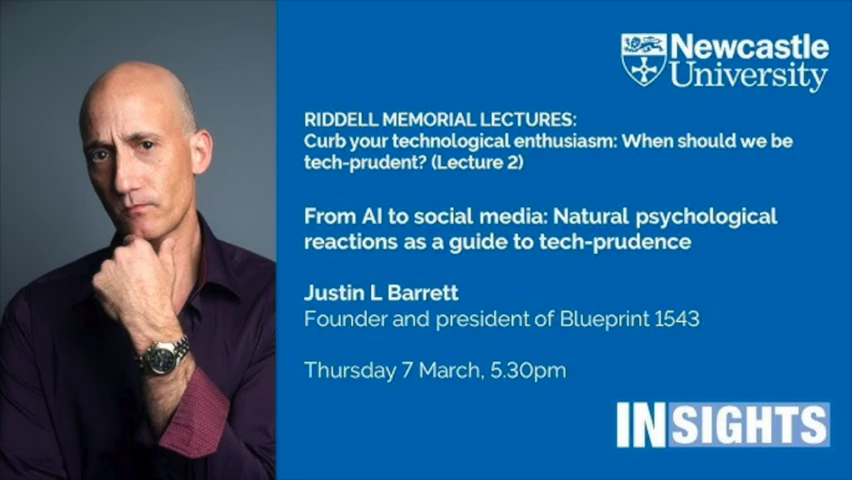 Newcastle
University
RIDDELL MEMORIAL LECTURES:
Curb your technological enthusiasm: When should we be
tech-prudent? (Lecture 2)
From AI to social media: Natural psychological
reactions as a guide to tech-prudence
Justin L Barrett
Founder and president of Blueprint 1543
Thursday 7 March, 5.30pm
INSIGHTS